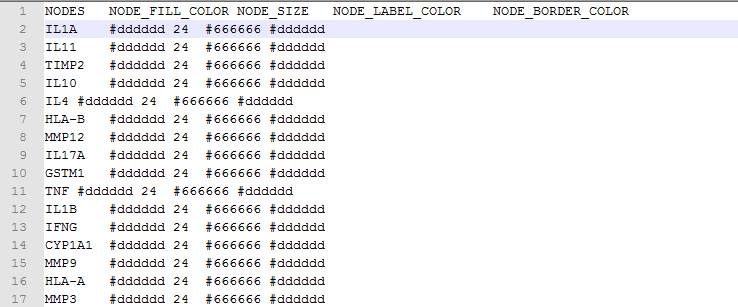 1 NODES NODE_FILL_COLOR NODE_SIZE NODE_LABEL_COLOR NODE_BORDER_COLOR
2 IL1A #dddddd 24 #666666 #dddddd
3 IL11 #dddddd 24 #666666 #dddddd
4 TIMP2 #dddddd 24 #666666 #dddddd
5 IL10 #dddddd 24 #666666 #dddddd
6 IL4 #dddddd 24 #666666 #dddddd
7 HLA-B #dddddd 24 #666666 #dddddd
8 MMP12 #dddddd 24 #666666 #dddddd
9 IL17A #dddddd 24 #666666 #dddddd
10 GSTM1 #dddddd 24 #666666 #dddddd
11 TNF #dddddd 24 #666666 #dddddd
12 IL1B #dddddd 24 #666666 #dddddd
13 IFNG #dddddd 24 #666666 #dddddd
14 CYP1A1 #dddddd 24 #666666 #dddddd
15 MMP9 #dddddd 24 #666666 #dddddd
16 HLA-A #dddddd 24 #666666 #dddddd
17 MMP3 #dddddd 24 #666666 #dddddd